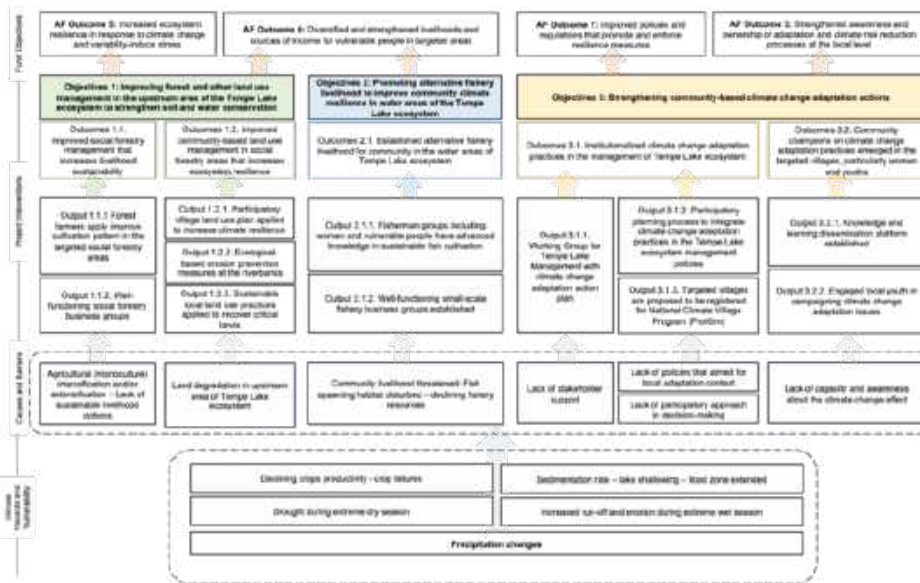 Fund Objectives
AF Outcome 5: Increased ecosystem
resilience in response to climate change
and variability-induce stress
AF Outcome 6: Diversified and strengthened livelihoods and
sources of income for vulnerable people in targeted areas
AF Outcome 7: Improved policies and
regulations that promote and enforce
resilience measures
AF Outcome 3: Strengthened awareness and
ownership of adaptation and climate risk reduction
processes at the local level
Project Interventions
Objectives 1: Improving forest and other land use
management in the upstream area of the Tempe Lake
ecosystem to strengthen soil and water conservation
Objectives 2: Promoting alternative fishery
livelihood to improve community climate
resilience in water areas of the Tempe
Lake ecosystem
Objectives 3: Strengthening community-based climate change adaptation actions
Outcomes 1.1.
Improved social forestry
management that
increases livelihood
sustainability
Outcomes 1.2. Improved
community-based land use
management in social
forestry areas that increases
ecosystem resilience
Outcomes 2.1. Established alternative fishery
livelihood for community in the water areas of
Tempe Lake ecosystem
Outcomes 3.1. Institutionalized climate change adaptation
practices in the management of Tempe Lake ecosystem
Outcomes 3.2. Community
champions on climate change
adaptation practices emerged in the
targeted villages, particularly women
and youths
Output 1.1.1 Forest
farmers apply improve
cultivation pattern in the
targeted social forestry
areas
Output 1.1.2. Well-
functioning social forestry
business groups
Output 1.2.1. Participatory
village land use plan applied
to increase climate resilience
Output 1.2.2. Ecological
based erosion prevention
measures at the riverbanks
Output 1.2.3. Sustainable
local land use practices
applied to recover critical
lands
Output 2.1.1. Fisherman groups including
women and vulnerable people have advanced
knowledge in sustainable fish cultivation
Output 2.1.2. Well-functioning small-scale
fishery business groups established
Output
3.1.1.
Working Group for
Tempe Lake
Management with
climate change
adaptation action
plan
Output 3.1.2. Participatory
planning process to integrate
climate change adaptation
practices in the Tempe Lake
ecosystem management
policies
Output 3.1.3. Targeted villages
are proposed to be registered
for National Climate Village
Program (ProKlim)
Output 3.2.1. Knowledge and
learning dissemination platform
established
Output 3.2.2. Engaged local youth in
campaigning climate change
adaptation issues
Causes and Barriers
Agricultural (monoculture)
intensification and/or
extensification – Lack of
sustainable livelihood
options
Land degradation in upstream
area of Tempe Lake
ecosystem
Community livelihood threatened: Fish
spawning habitat disturbed – declining fishery
resources
Lack of stakeholder
support
Lack of policies that aimed for
local adaptation context
Lack of participatory approach
in decision-making
Lack of capacity and awareness
about the climate change effect
Climate
Hazards and
Vulnerability
Declining crops productivity - crop failures
Sedimentation rate – lake shallowing – flood zone extended
Drought during extreme dry season
Increased run-off and erosion during extreme wet season
Precipitation changes